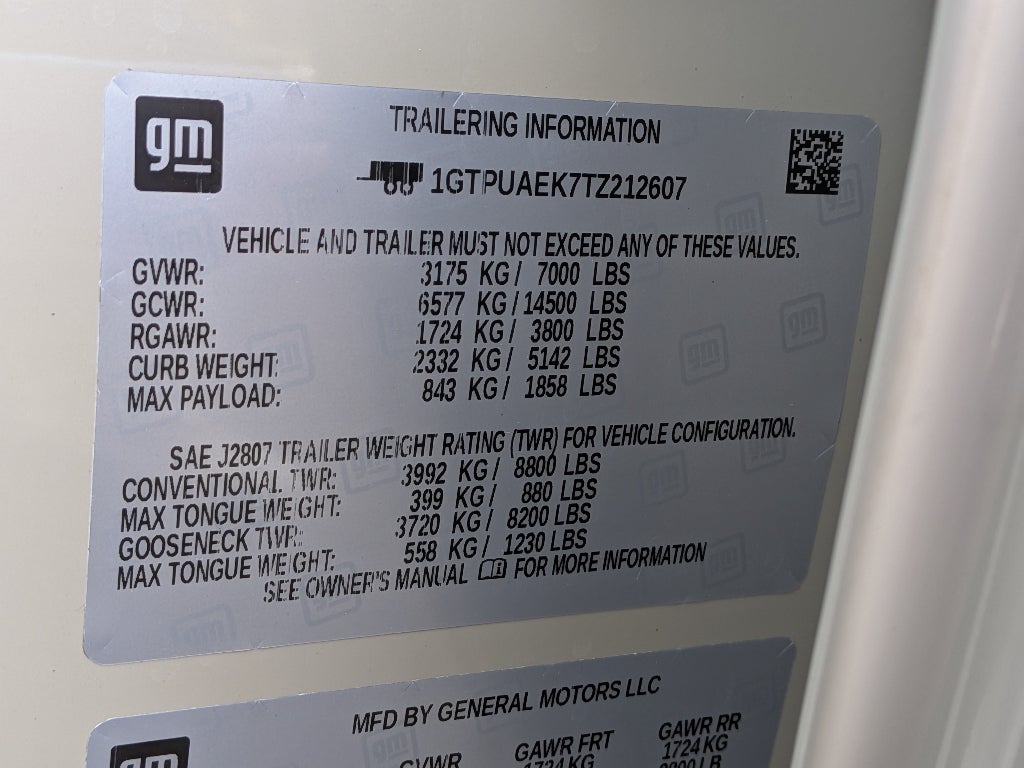 gm
TRAILERING INFORMATION
1GTPUAEK7TZ212607
VEHICLE AND TRAILER MUST NOT EXCEED ANY OF THESE VALUES.
GVWR: 3175 KG/ 7000 LBS
GCWR: 6577 KG/14500 LBS
RGAWR: 1724 KG/ 3800 LBS
CURB WEIGHT: 2332 KG/ 5142 LBS
MAX PAYLOAD: 843 KG/ 1858 LBS
SAE J2807 TRAILER WEIGHT RATING (TWR) FOR VEHICLE CONFIGURATION.
CONVENTIONAL TWR: 3992 KG/ 8800 LBS
MAX TONGUE WEIGHT: 399 KG/ 880 LBS
GOOSENECK TWR: 3720 KG/ 8200 LBS
MAX TONGUE WEIGHT: 558 KG/ 1230 LBS
SEE OWNER'S MANUAL FOR MORE INFORMATION
gm
MFD BY GENERAL MOTORS LLC
GVWR GAWR FRT GAWR RR
1724 KG 1724 KG